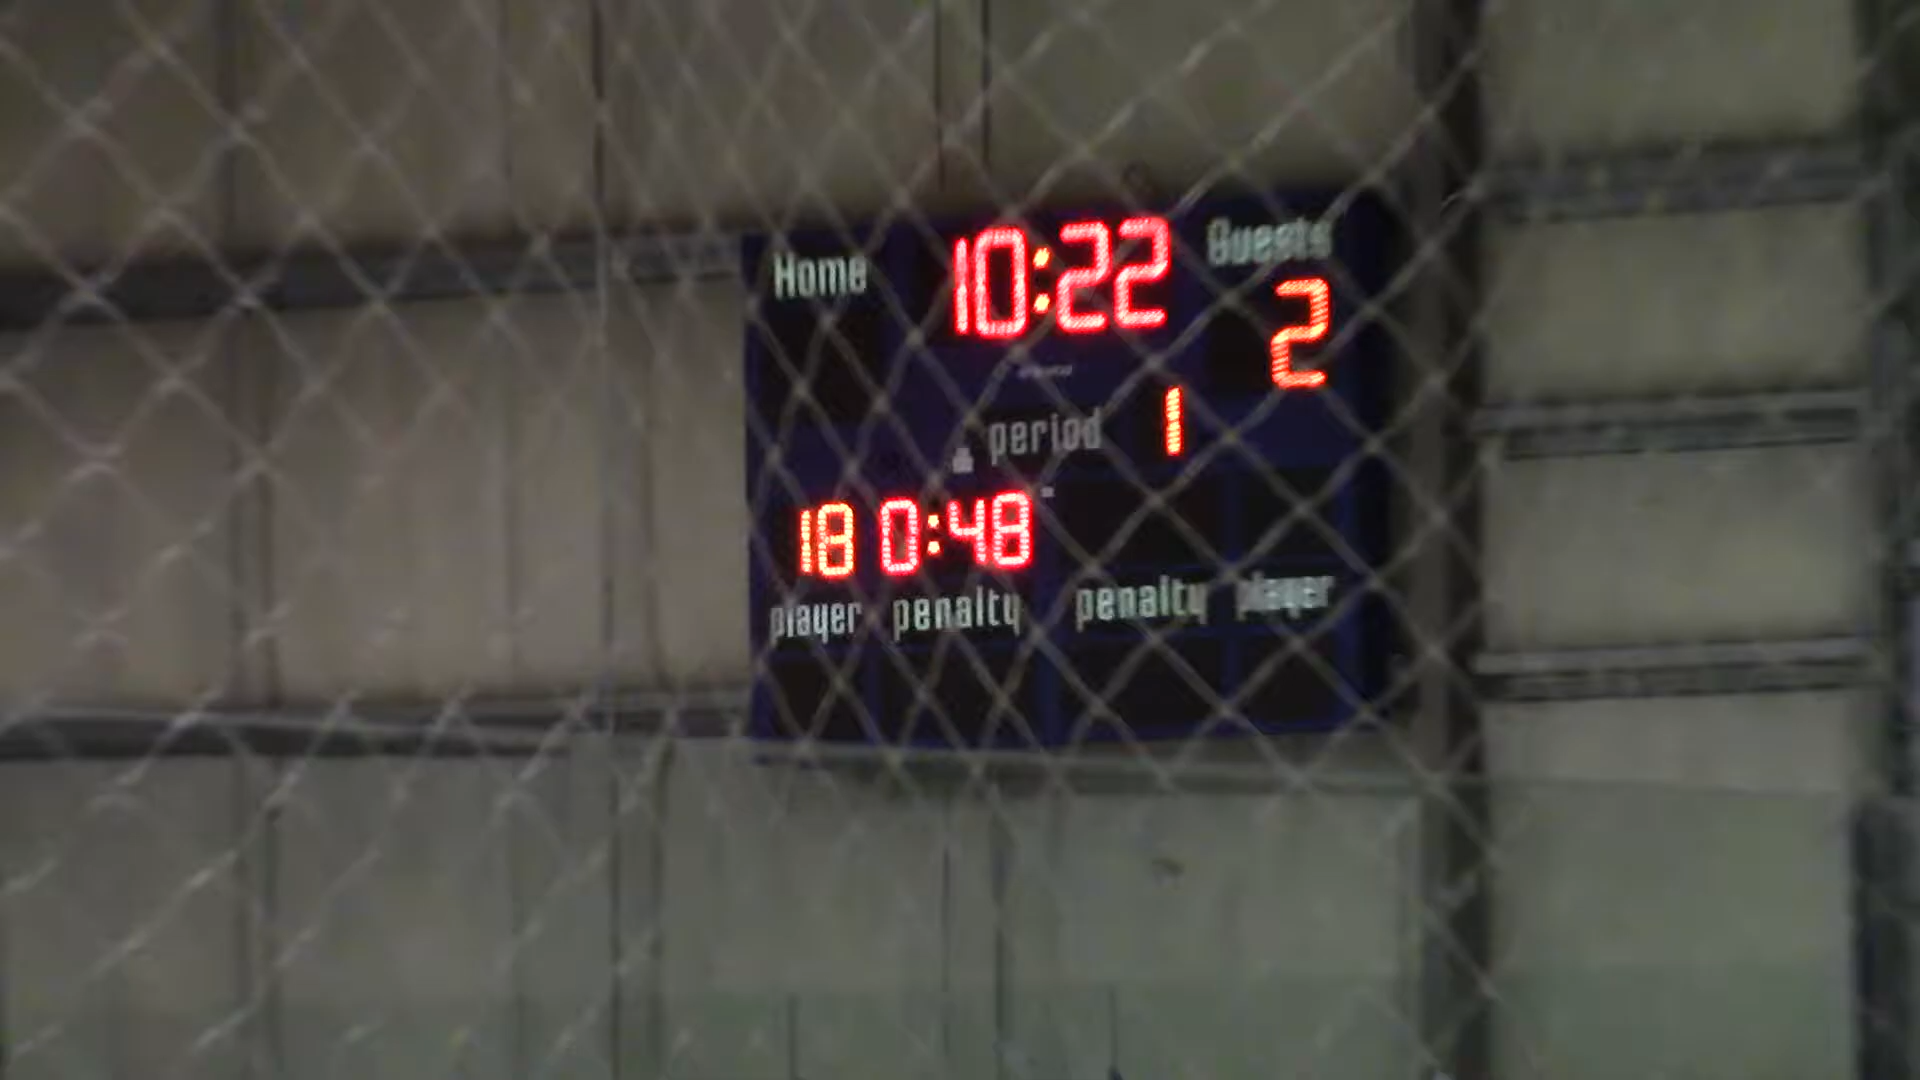 Home 10:22 Guests
2
period 1
18 0:48
player penalty penalty player